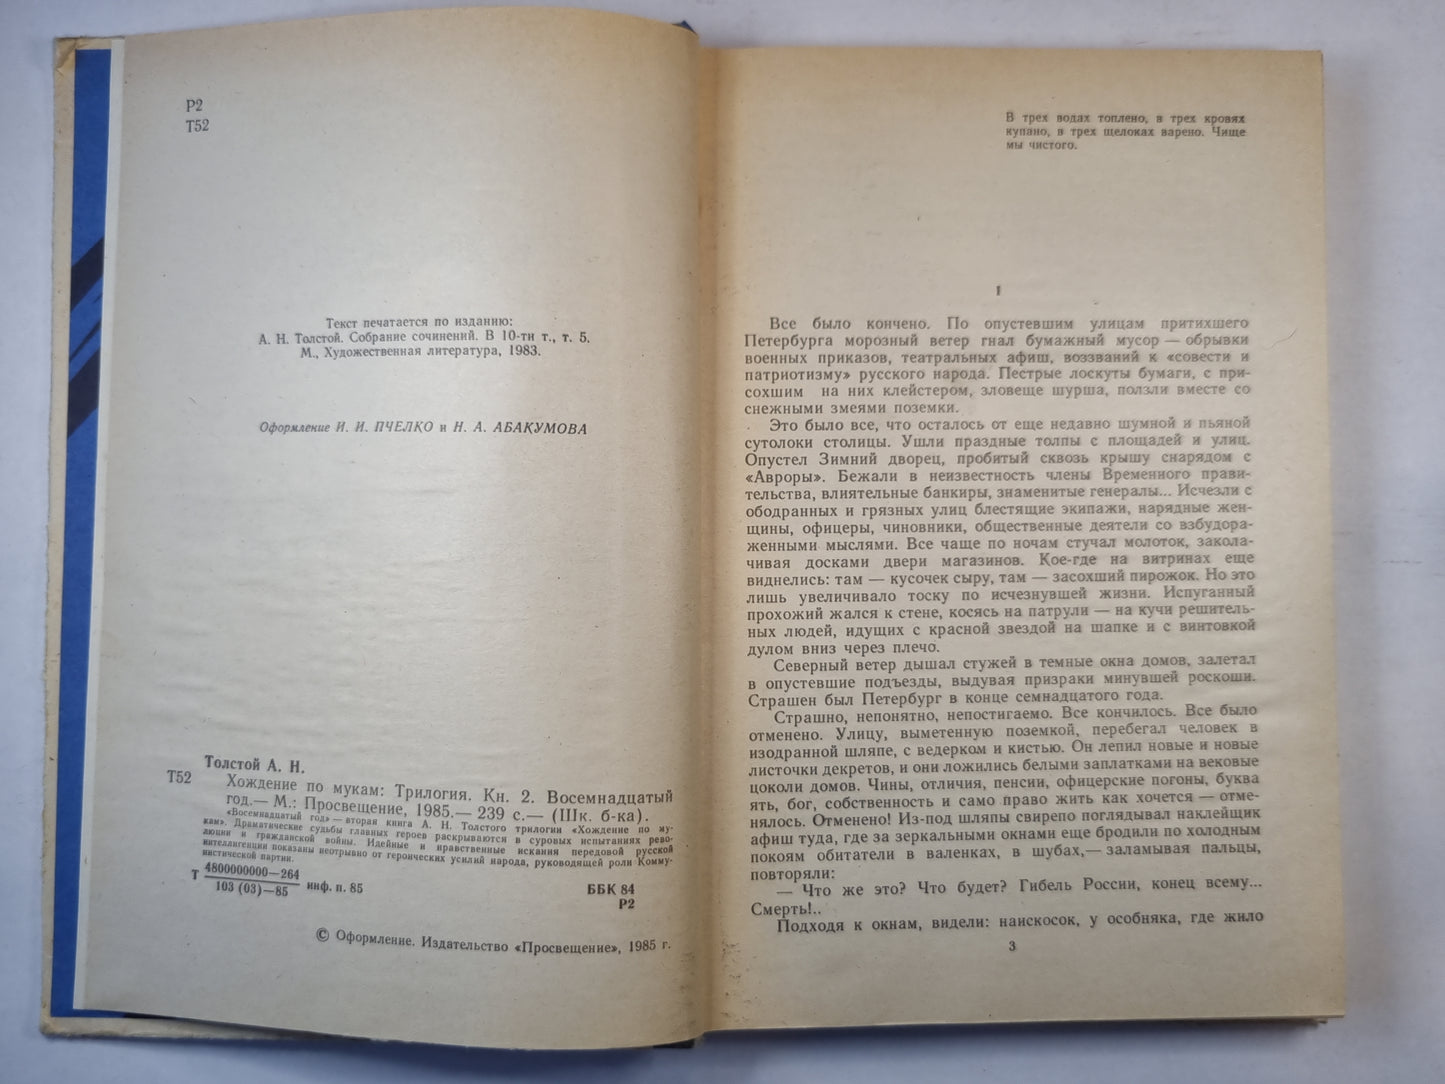 Р2
Т52
Текст печатается по изданию:
А. Н. Толстой. Собрание сочинений. В 10-ти т., т. 5.
М., Художественная литература, 1983.
Оформление И. И. ПЧЕЛКО и Н. А. АБАКУМОВА
Толстой А. Н.
Т52 Хождение по мукам: Трилогия. Кн. 2. Восемнадцатый
год.— М.: Просвещение, 1985.— 239 с.— (Шк. б-ка).
«Восемнадцатый год» — вторая книга А. Н. Толстого трилогии «Хождение по му-
кам». Драматические судьбы главных героев раскрываются в суровых испытаниях рево-
люции и гражданской войны. Идейные и нравственные искания передовой русской
интеллигенции показаны неотрывно от героических усилий народа, руководящей роли Комму-
нистической партии.
Т 4800000000—264
103 (03)—85 инф. п. 85
ББК 84
Р2
© Оформление. Издательство «Просвещение», 1985 г.
В трех водах топлено, в трех кровях
купано, в трех щелоках варено. Чище
мы чистого.
1
Все было кончено. По опустевшим улицам притихшего
Петербурга морозный ветер гнал бумажный мусор — обрывки
военных приказов, театральных афиш, воззваний к «совести и
патриотизму» русского народа. Пестрые лоскуты бумаги, с при-
сохшим на них клейстером, зловеще шурша, ползли вместе со
снежными змеями поземки.
Это было все, что осталось от еще недавно шумной и пьяной
сутолоки столицы. Ушли праздные толпы с площадей и улиц.
Опустел Зимний дворец, пробитый сквозь крышу снарядом с
«Авроры». Бежали в неизвестность члены Временного прави-
тельства, влиятельные банкиры, знаменитые генералы... Исчезли с
ободранных и грязных улиц блестящие экипажи, нарядные жен-
щины, офицеры, чиновники, общественные деятели со взбудора-
женными мыслями. Все чаще по ночам стучал молоток, закола-
чивая досками двери магазинов. Кое-где на витринах еще
виднелись: там — кусочек сыру, там — засохший пирожок. Но это
лишь увеличивало тоску по исчезнувшей жизни. Испуганный
прохожий жался к стене, косясь на патрули — на кучи решитель-
ных людей, идущих с красной звездой на шапке и с винтовкой
дулом вниз через плечо.
Северный ветер дышал стужей в темные окна домов, залетал
в опустевшие подъезды, выдувая призраки минувшей роскоши.
Страшен был Петербург в конце семнадцатого года.
Страшно, непонятно, непостигаемо. Все кончилось. Все было
отменено. Улицу, выметенную поземкой, перебегал человек в
изодранной шляпе, с ведерком и кистью. Он лепил новые и новые
листочки декретов, и они ложились белыми заплатками на вековые
цоколи домов. Чины, отличия, пенсии, офицерские погоны, буква
ять, бог, собственность и само право жить как хочется — отме-
нялось. Отменено! Из-под шляпы свирепо поглядывал наклейщик
афиш туда, где за зеркальными окнами еще бродили по холодным
покоям обитатели в валенках, в шубах,— заламывая пальцы,
повторяли:
— Что же это? Что будет? Гибель России, конец всему...
Смерть!..
Подходя к окнам, видели: наискосок, у особняка, где жило
3